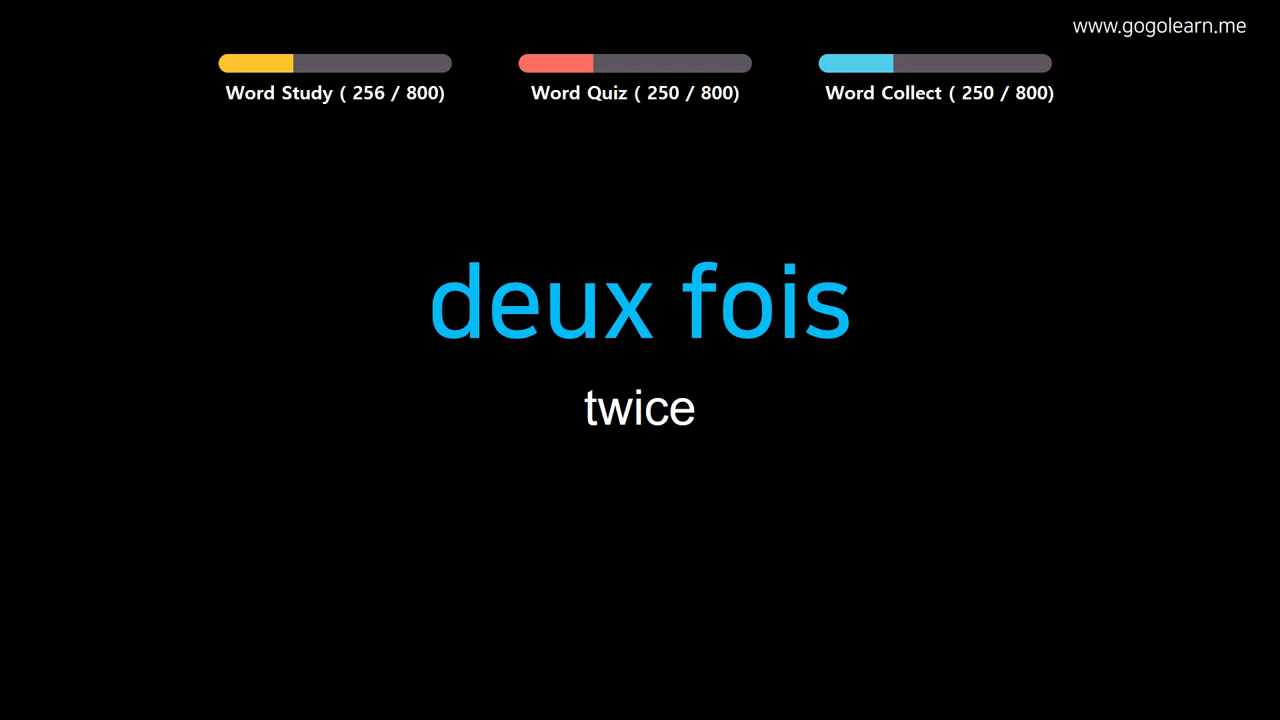 www.gogolearn.me
Word Study ( 256 / 800)
Word Quiz ( 250 / 800)
Word Collect ( 250 / 800)
deux fois
twice